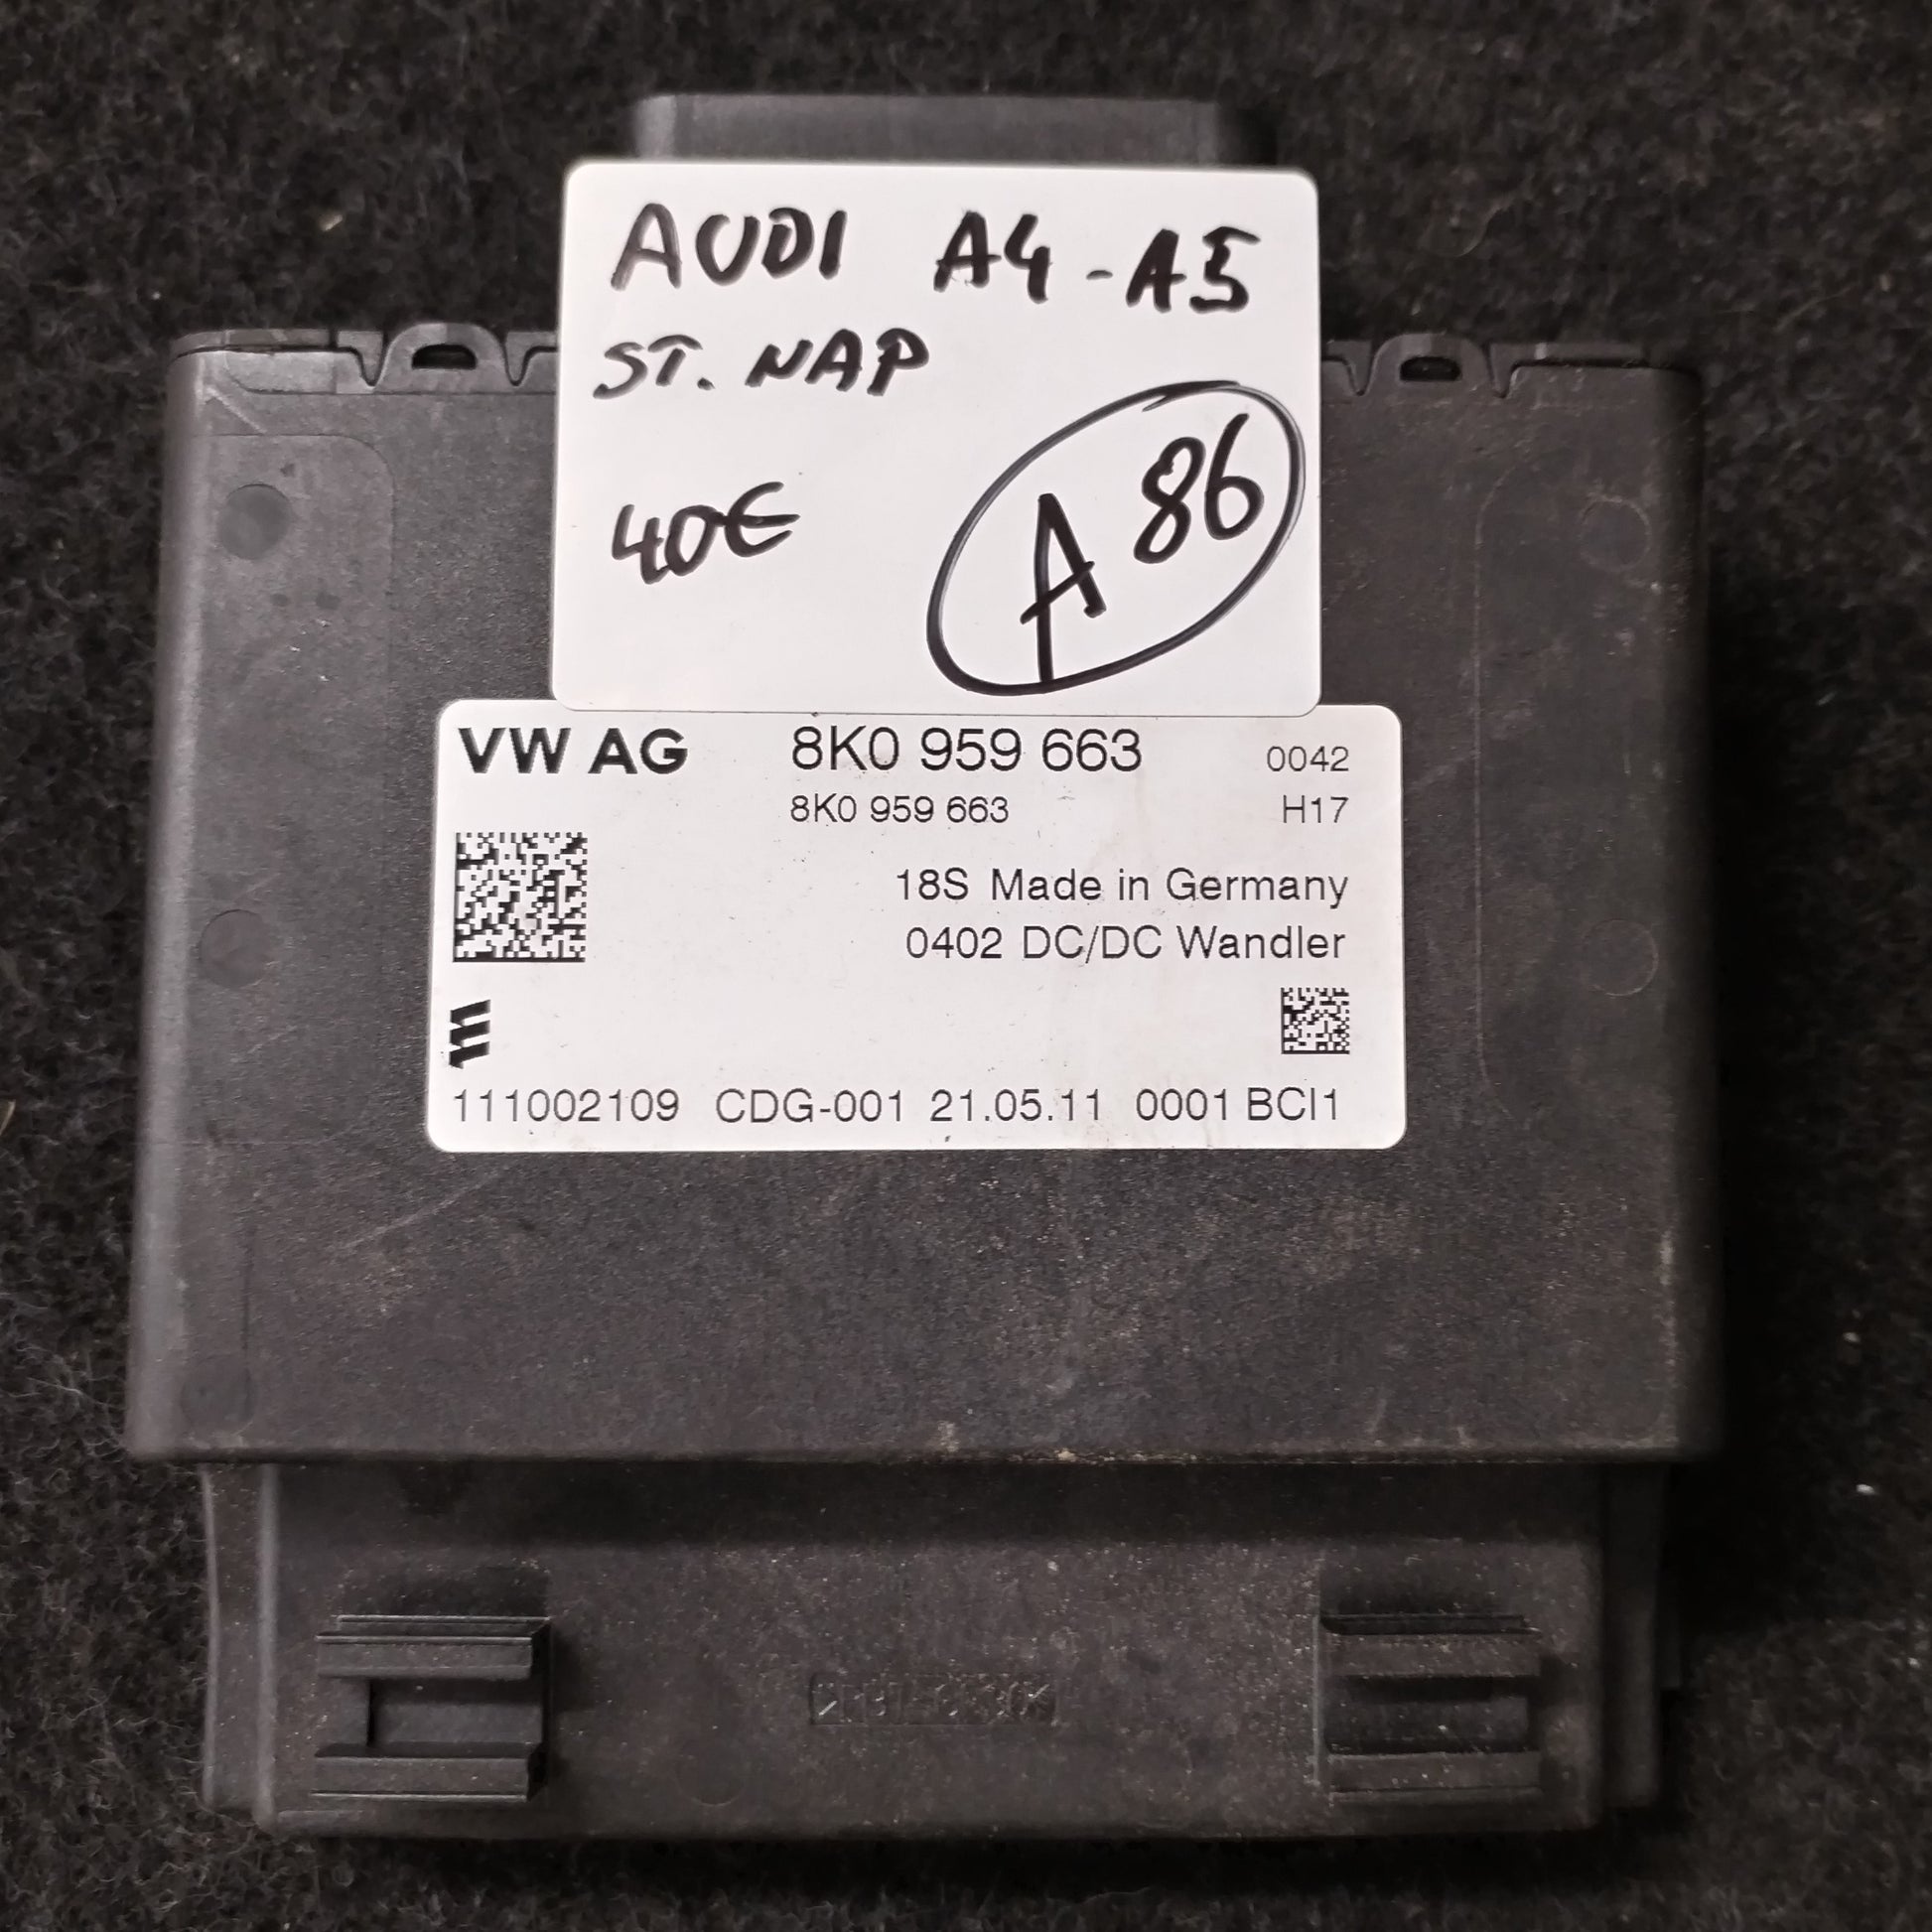 AUDI A4-A5
ST. NAP
40€
A86
VW AG 8K0 959 663 0042
8K0 959 663 H17
18S Made in Germany
0402 DC/DC Wandler
111002109 CDG-001 21.05.11 0001 BCI1